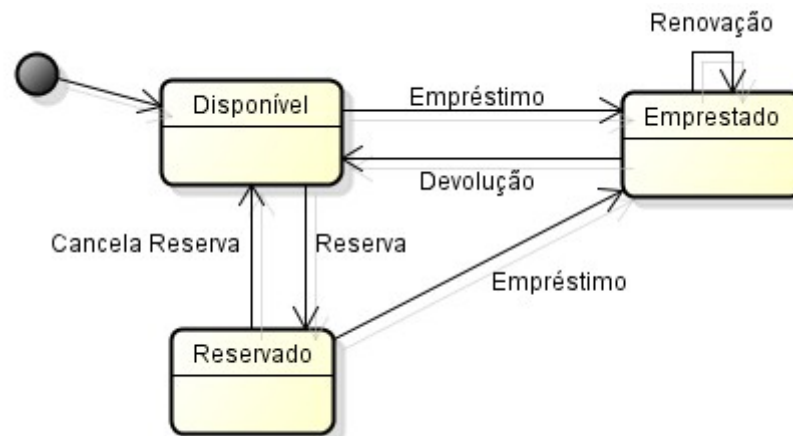 Renovação
Disponível
Empréstimo
Emprestado
Devolução
Cancela Reserva
Reserva
Empréstimo
Reservado